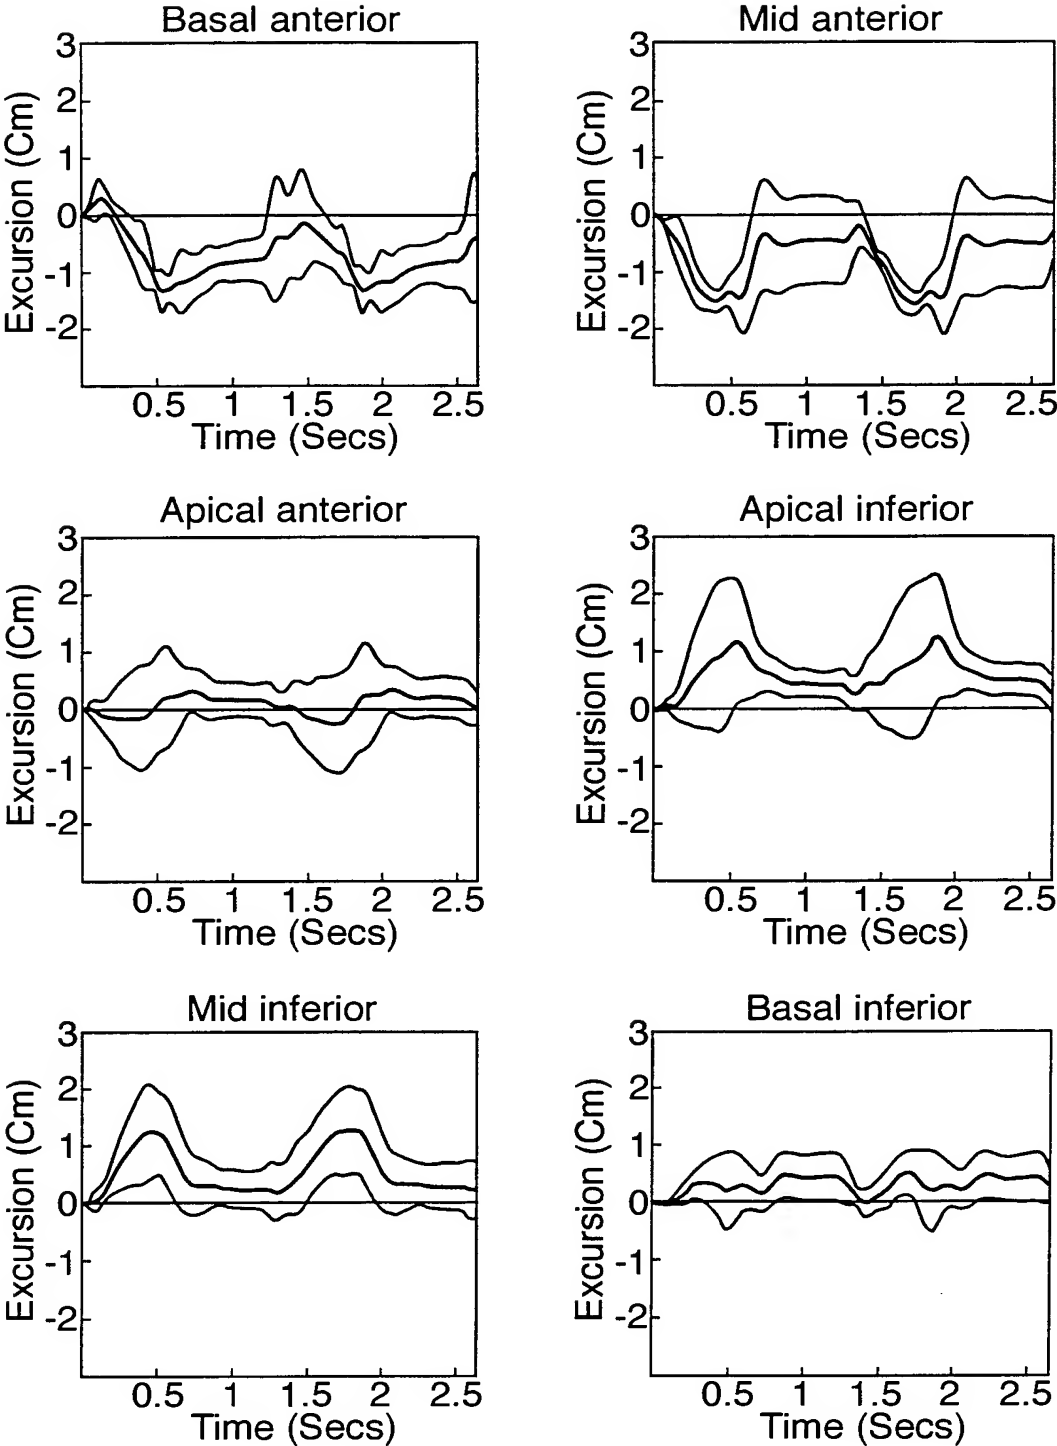 Basal anterior
3
2
1
0
-1
-2
Excursion (Cm)
0.5 1 1.5 2 2.5
Time (Secs)
Mid anterior
3
2
1
0
-1
-2
Excursion (Cm)
0.5 1 1.5 2 2.5
Time (Secs)
Apical anterior
3
2
1
0
-1
-2
Excursion (Cm)
0.5 1 1.5 2 2.5
Time (Secs)
Apical inferior
3
2
1
0
-1
-2
Excursion (Cm)
0.5 1 1.5 2 2.5
Time (Secs)
Mid inferior
3
2
1
0
-1
-2
Excursion (Cm)
0.5 1 1.5 2 2.5
Time (Secs)
Basal inferior
3
2
1
0
-1
-2
Excursion (Cm)
0.5 1 1.5 2 2.5
Time (Secs)